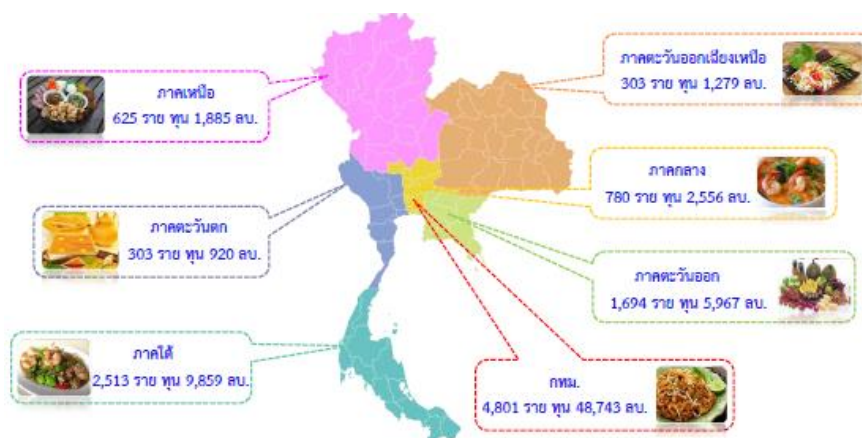 ภาคตะวันออกเฉียงเหนือ
303 ราย ทุน 1,279 ลบ.
ภาคเหนือ
625 ราย ทุน 1,885 ลบ.
ภาคกลาง
780 ราย ทุน 2,556 ลบ.
ภาคตะวันตก
303 ราย ทุน 920 ลบ.
ภาคตะวันออก
1,694 ราย ทุน 5,967 ลบ.
ภาคใต้
2,513 ราย ทุน 9,859 ลบ.
กทม.
4,801 ราย ทุน 48,743 ลบ.